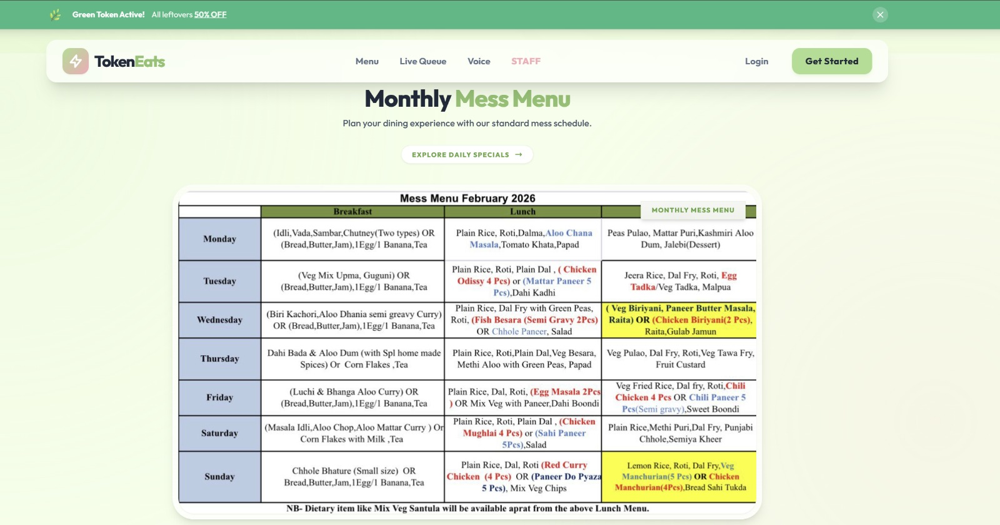 Green Token Active! All leftovers 50% OFF
TokenEats
Menu
Live Queue
Voice
STAFF
Login
Get Started
Monthly Mess Menu
Plan your dining experience with our standard mess schedule.
EXPLORE DAILY SPECIALS →
Mess Menu February 2026
MONTHLY MESS MENU
Breakfast
Lunch
Monday
(Idli,Vada,Sambar,Chutney(Two types) OR
(Bread,Butter,Jam),1Egg/1 Banana,Tea
Plain Rice, Roti,Dalma,Aloo Chana
Masala,Tomato Khata,Papad
Peas Pulao, Mattar Puri,Kashmiri Aloo
Dum, Jalebi(Dessert)
Tuesday
(Veg Mix Upma, Guguni) OR
(Bread,Butter,Jam),1Egg/1 Banana,Tea
Plain Rice, Roti, Plain Dal , ( Chicken
Odissy 4 Pcs) or (Mattar Paneer 5
Pcs),Dahi Kadhi
Jeera Rice, Dal Fry, Roti, Egg
Tadka/Veg Tadka, Malpua
Wednesday
(Biri Kachori,Aloo Dhania semi greavy Curry)
OR (Bread,Butter,Jam),1Egg/1 Banana,Tea
Plain Rice, Dal Fry with Green Peas,
Roti, (Fish Besara (Semi Gravy 2Pcs)
OR Chhole Paneer, Salad
( Veg Biriyani, Paneer Butter Masala,
Raita) OR (Chicken Biriyani(2 Pcs),
Raita,Gulab Jamun
Thursday
Dahi Bada & Aloo Dum (with Spl home made
Spices) Or Corn Flakes ,Tea
Plain Rice, Roti,Plain Dal,Veg Besara,
Methi Aloo with Green Peas, Papad
Veg Pulao, Dal Fry, Roti,Veg Tawa Fry,
Fruit Custard
Friday
(Luchi & Bhanga Aloo Curry) OR
(Bread,Butter,Jam),1Egg/1 Banana,Tea
Plain Rice, Dal, Roti, (Egg Masala 2Pcs
) OR Mix Veg with Paneer,Dahi Boondi
Veg Fried Rice, Dal fry, Roti,Chili
Chicken 4 Pcs OR Chili Paneer 5
Pcs(Semi gravy),Sweet Boondi
Saturday
(Masala Idli,Aloo Chop,Aloo Mattar Curry ) Or
Corn Flakes with Milk ,Tea
Plain Rice, Roti, Plain Dal , (Chicken
Mughlai 4 Pcs) or (Sahi Paneer
5Pcs),Salad
Plain Rice,Methi Puri,Dal Fry, Punjabi
Chhole,Semiya Kheer
Sunday
Chhole Bhature (Small size) OR
Bread,Butter,Jam,1Egg/1 Banana,Tea
Plain Rice, Dal, Roti (Red Curry
Chicken (4 Pcs) OR (Paneer Do Pyaza
5 Pcs), Mix Veg Chips
Lemon Rice, Roti, Dal Fry,Veg
Manchurian(5 Pcs) OR Chicken
Manchurian(4Pcs),Bread Sahi Tukda
NB- Dietary item like Mix Veg Santula will be available aprat from the above Lunch Menu.